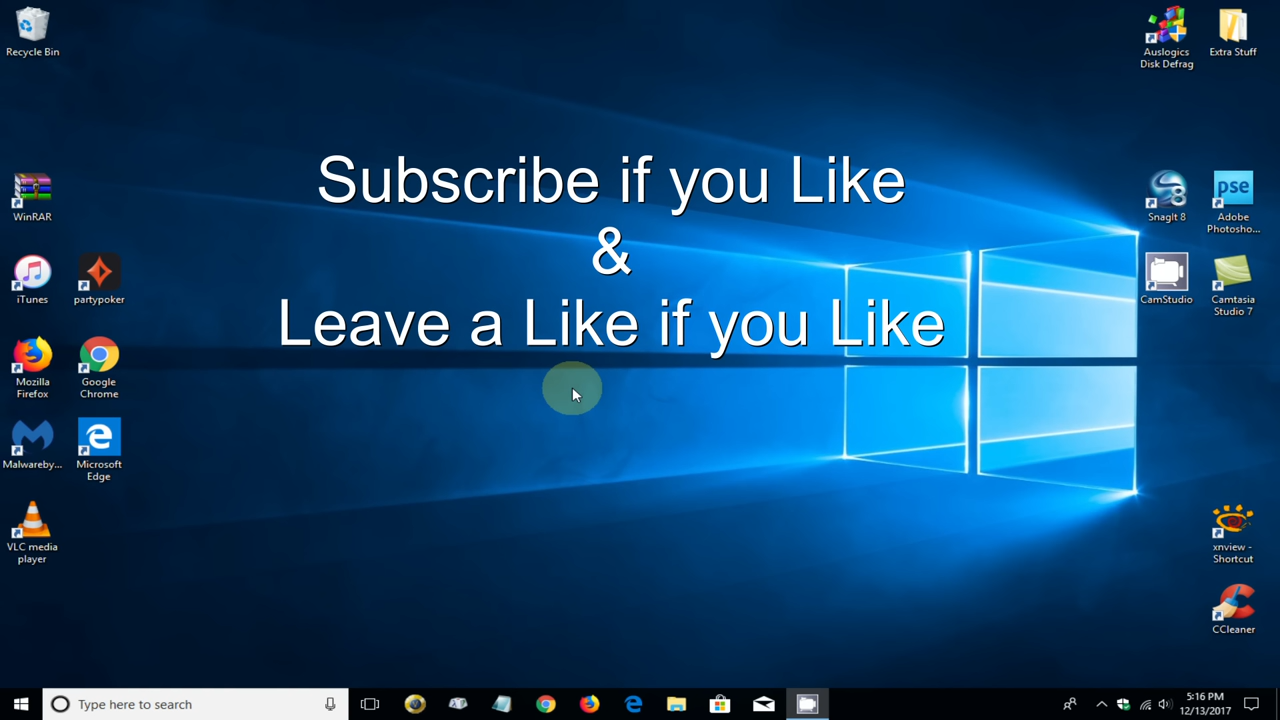 Recycle Bin
Auslogics
Disk Defrag
Extra Stuff
Subscribe if you Like
&
Leave a Like if you Like
WinRAR
SnagIt 8
pse
Adobe
Photosho...
iTunes
partypoker
CamStudio
Camtasia
Studio 7
Mozilla
Firefox
Google
Chrome
Malwareby...
Microsoft
Edge
VLC media
player
xnview -
Shortcut
CCleaner
Type here to search
5:16 PM
12/13/2017